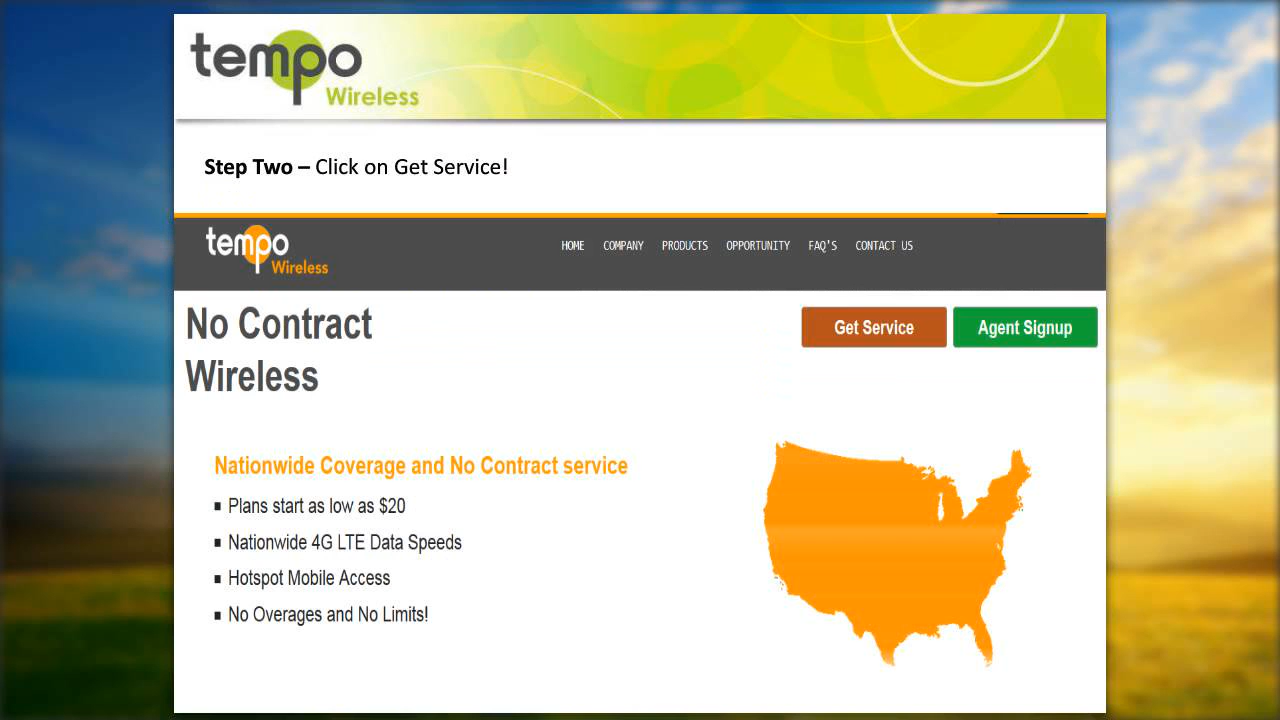 tempo
Wireless
Step Two – Click on Get Service!
tempo
Wireless
HOME COMPANY PRODUCTS OPPORTUNITY FAQ'S CONTACT US
No Contract
Wireless
Get Service Agent Signup
Nationwide Coverage and No Contract service
▪ Plans start as low as $20
▪ Nationwide 4G LTE Data Speeds
▪ Hotspot Mobile Access
▪ No Overages and No Limits!